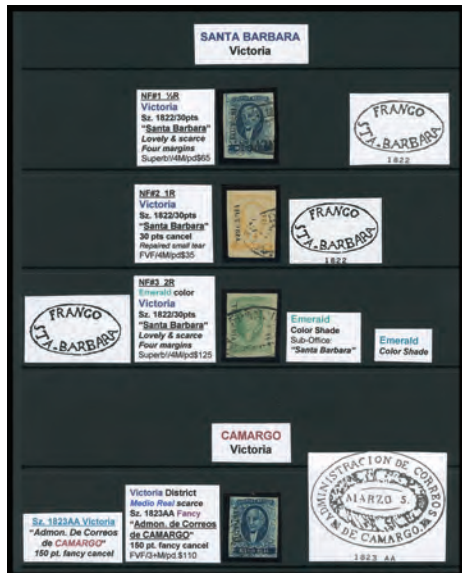 SANTA BARBARA
Victoria
NF#1 ½R
Victoria
Sz. 1822/30pts
"Santa Barbara"
Lovely & scarce
Four margins
Superb!/4M/pd$65
FRANCO
STA. BARBARA
1822
NF#2 1R
Victoria
Sz. 1822/30pts
"Santa Barbara"
30 pts cancel
Repaired small tear
FVF/4M/pd$35
VICTORIA
FRANCO
STA. BARBARA
1822
FRANCO
STA. BARBARA
NF#3 2R
Emerald color
Victoria
Sz. 1822/30pts
"Santa Barbara"
Lovely & scarce
Four margins
Superb!/4M/pd$125
Emerald
Color Shade
Sub-Office:
"Santa Barbara"
Emerald
Color Shade
CAMARGO
Victoria
Sz. 1823AA Victoria
"Admon. De Correos
de CAMARGO"
150 pt. fancy cancel
Victoria District
Medio Real scarce
Sz. 1823AA Fancy
"Admon. de Correos
de CAMARGO"
150 pt. fancy cancel
FVF/3+M/pd.$110
ADMINISTRACION DE CORREOS
MARZO 3.
DE CAMARGO.
1823 AA